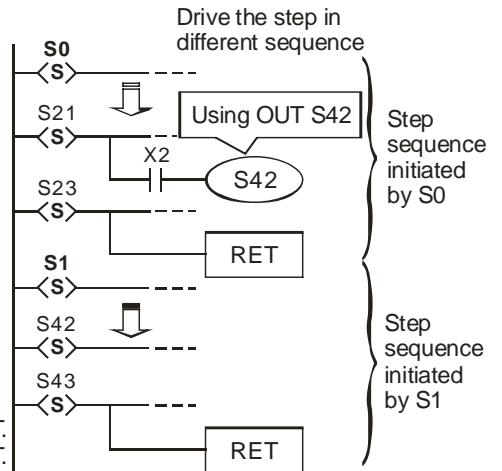 Drive the step in
different sequence
S0
S
S21
S
Using OUT S42
X2
S42
S23
S
RET
Step
sequence
initiated
by S0
S1
S
S42
S
S43
S
RET
Step
sequence
initiated
by S1